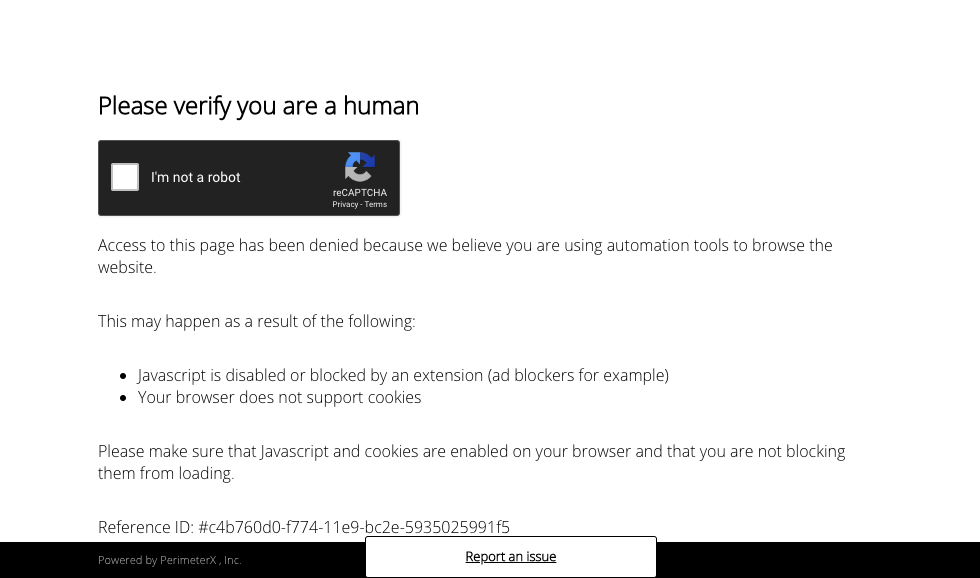 Please verify you are a human
I'm not a robot
reCAPTCHA
Privacy - Terms
Access to this page has been denied because we believe you are using automation tools to browse the
website.
This may happen as a result of the following:
Javascript is disabled or blocked by an extension (ad blockers for example)
Your browser does not support cookies
Please make sure that Javascript and cookies are enabled on your browser and that you are not blocking
them from loading.
Reference ID: #c4b760d0-f774-11e9-bc2e-5935025991f5
Powered by PerimeterX , Inc.
Report an issue